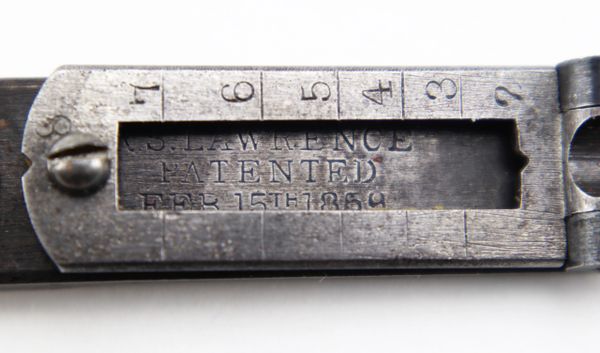 8 7 6 5 4 3 2
R.S. LAWRENCE
PATENTED
FEB. 15TH 1859